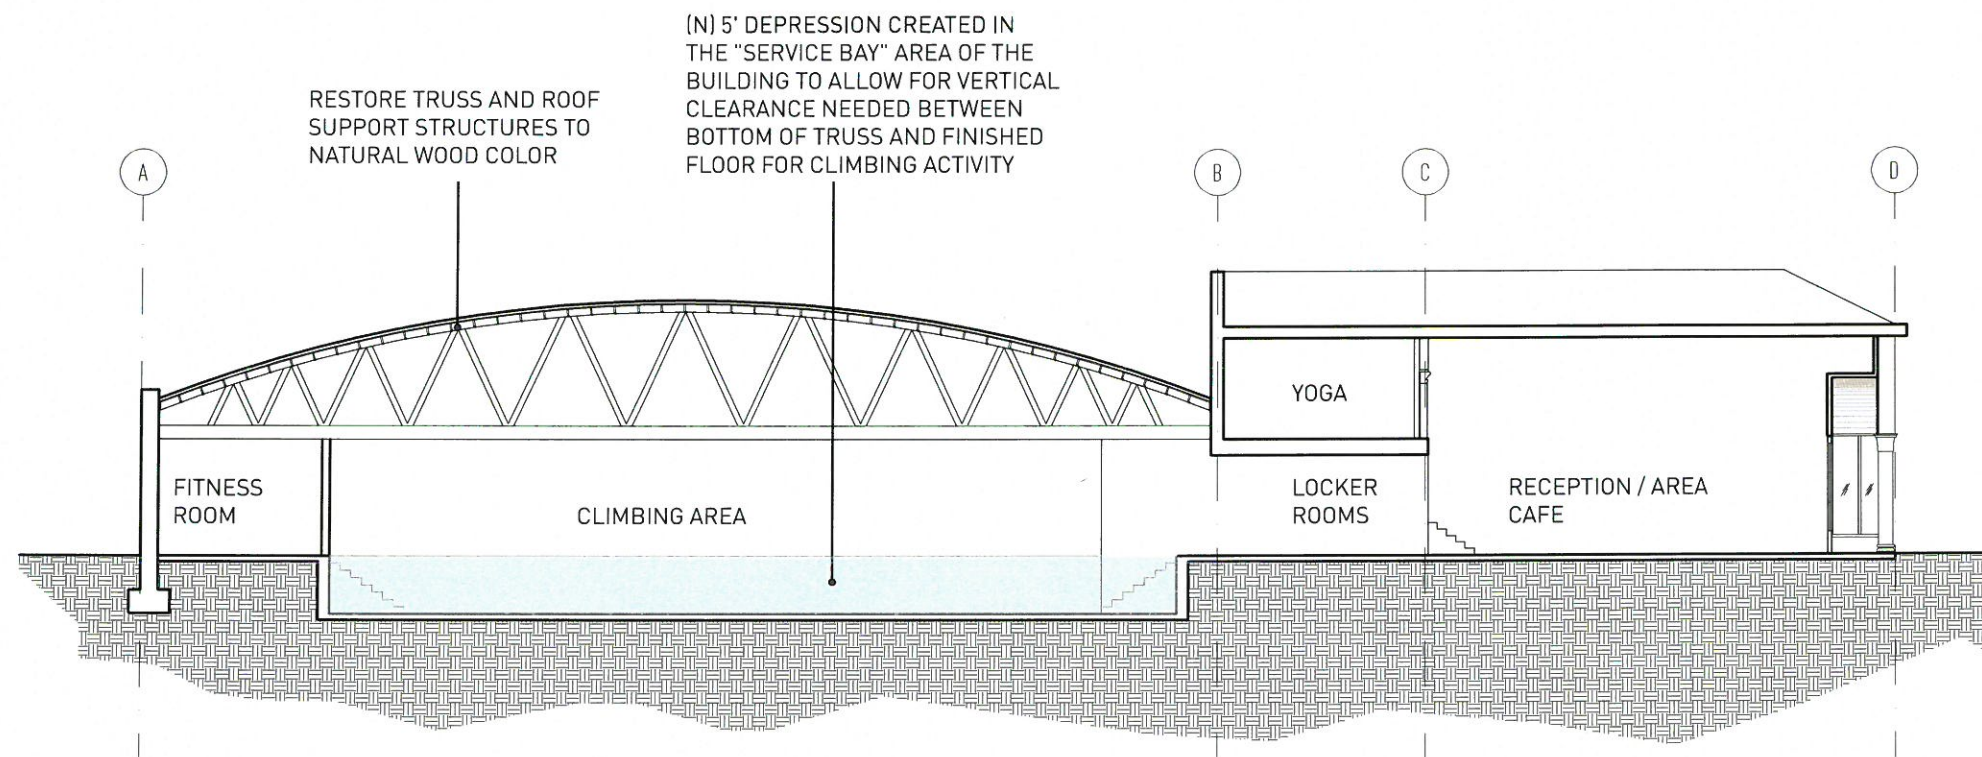 (N) 5' DEPRESSION CREATED IN
THE "SERVICE BAY" AREA OF THE
BUILDING TO ALLOW FOR VERTICAL
CLEARANCE NEEDED BETWEEN
BOTTOM OF TRUSS AND FINISHED
FLOOR FOR CLIMBING ACTIVITY
RESTORE TRUSS AND ROOF
SUPPORT STRUCTURES TO
NATURAL WOOD COLOR
A
B
C
D
YOGA
FITNESS
ROOM
CLIMBING AREA
LOCKER
ROOMS
RECEPTION / AREA
CAFE